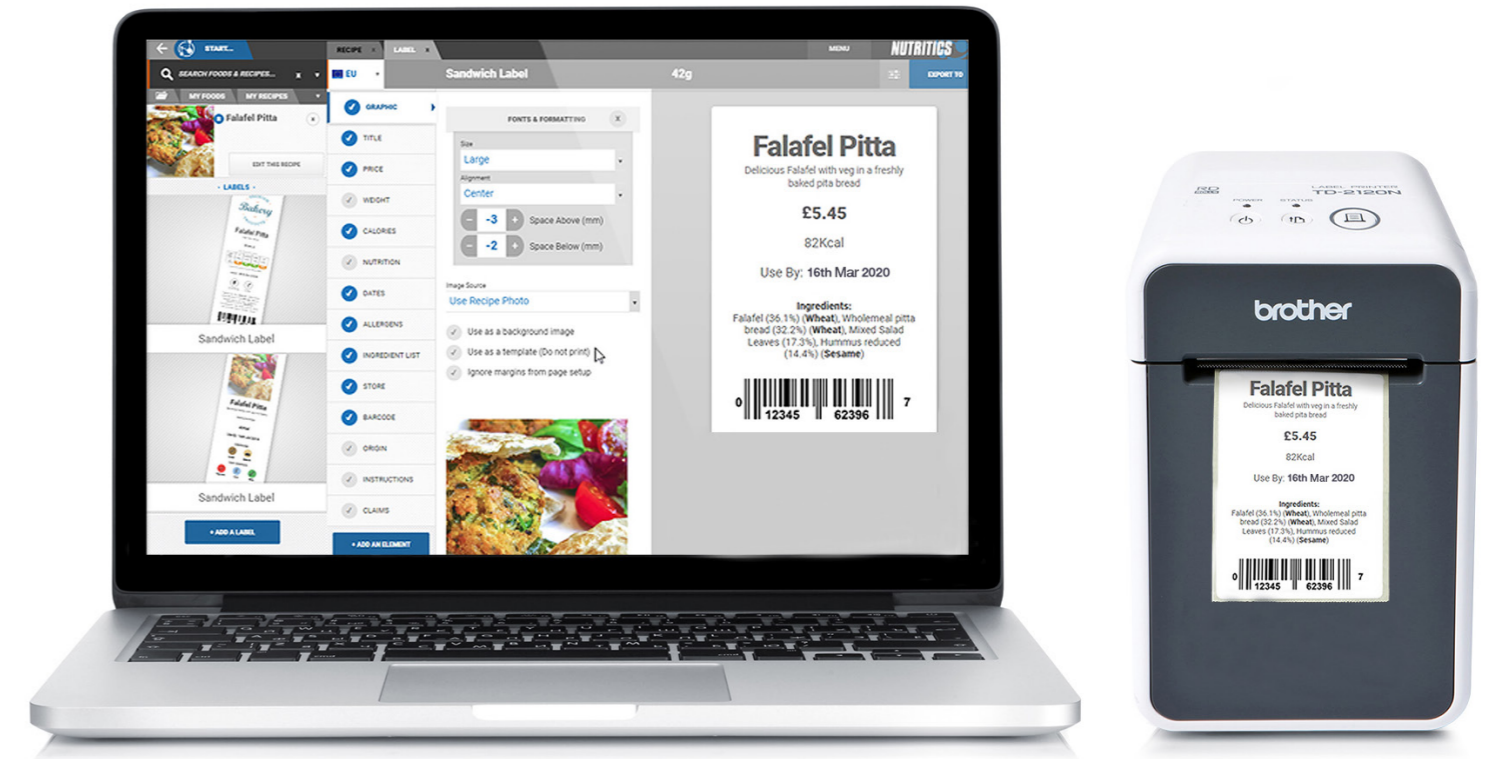 START...
RECIPE x
LABEL x
MENU
NUTRITICS
SEARCH FOODS & RECIPES... x
EU
Sandwich Label
42g
EXPORT TO
MY FOODS
MY RECIPES
Falafel Pitta
x
EDIT THIS RECIPE
- LABELS -
Bakery
Falafel Pitta
Sandwich Label
Falafel Pitta
Sandwich Label
+ ADD A LABEL
GRAPHIC
TITLE
PRICE
WEIGHT
CALORIES
NUTRITION
DATES
ALLERGENS
INGREDIENT LIST
STORE
BARCODE
ORIGIN
INSTRUCTIONS
CLAIMS
+ ADD AN ELEMENT
FONTS & FORMATTING X
Size
Large
Alignment
Center
- -3 + Space Above (mm)
- -2 + Space Below (mm)
Image Source
Use Recipe Photo
Use as a background image
Use as a template (Do not print)
Ignore margins from page setup
Falafel Pitta
Delicious Falafel with veg in a freshly
baked pita bread
£5.45
82Kcal
Use By: 16th Mar 2020
Ingredients:
Falafel (36.1%) (Wheat), Wholemeal pitta
bread (32.2%) (Wheat), Mixed Salad
Leaves (17.3%), Hummus reduced
(14.4%) (Sesame)
0 12345 62396 7
LABEL PRINTER
TD-2120N
POWER
STATUS
brother
Falafel Pitta
Delicious Falafel with veg in a freshly
baked pita bread
£5.45
82Kcal
Use By: 16th Mar 2020
Ingredients:
Falafel (36.1%) (Wheat), Wholemeal pitta
bread (32.2%) (Wheat), Mixed Salad
Leaves (17.3%), Hummus reduced
(14.4%) (Sesame)
0 12345 62396 7